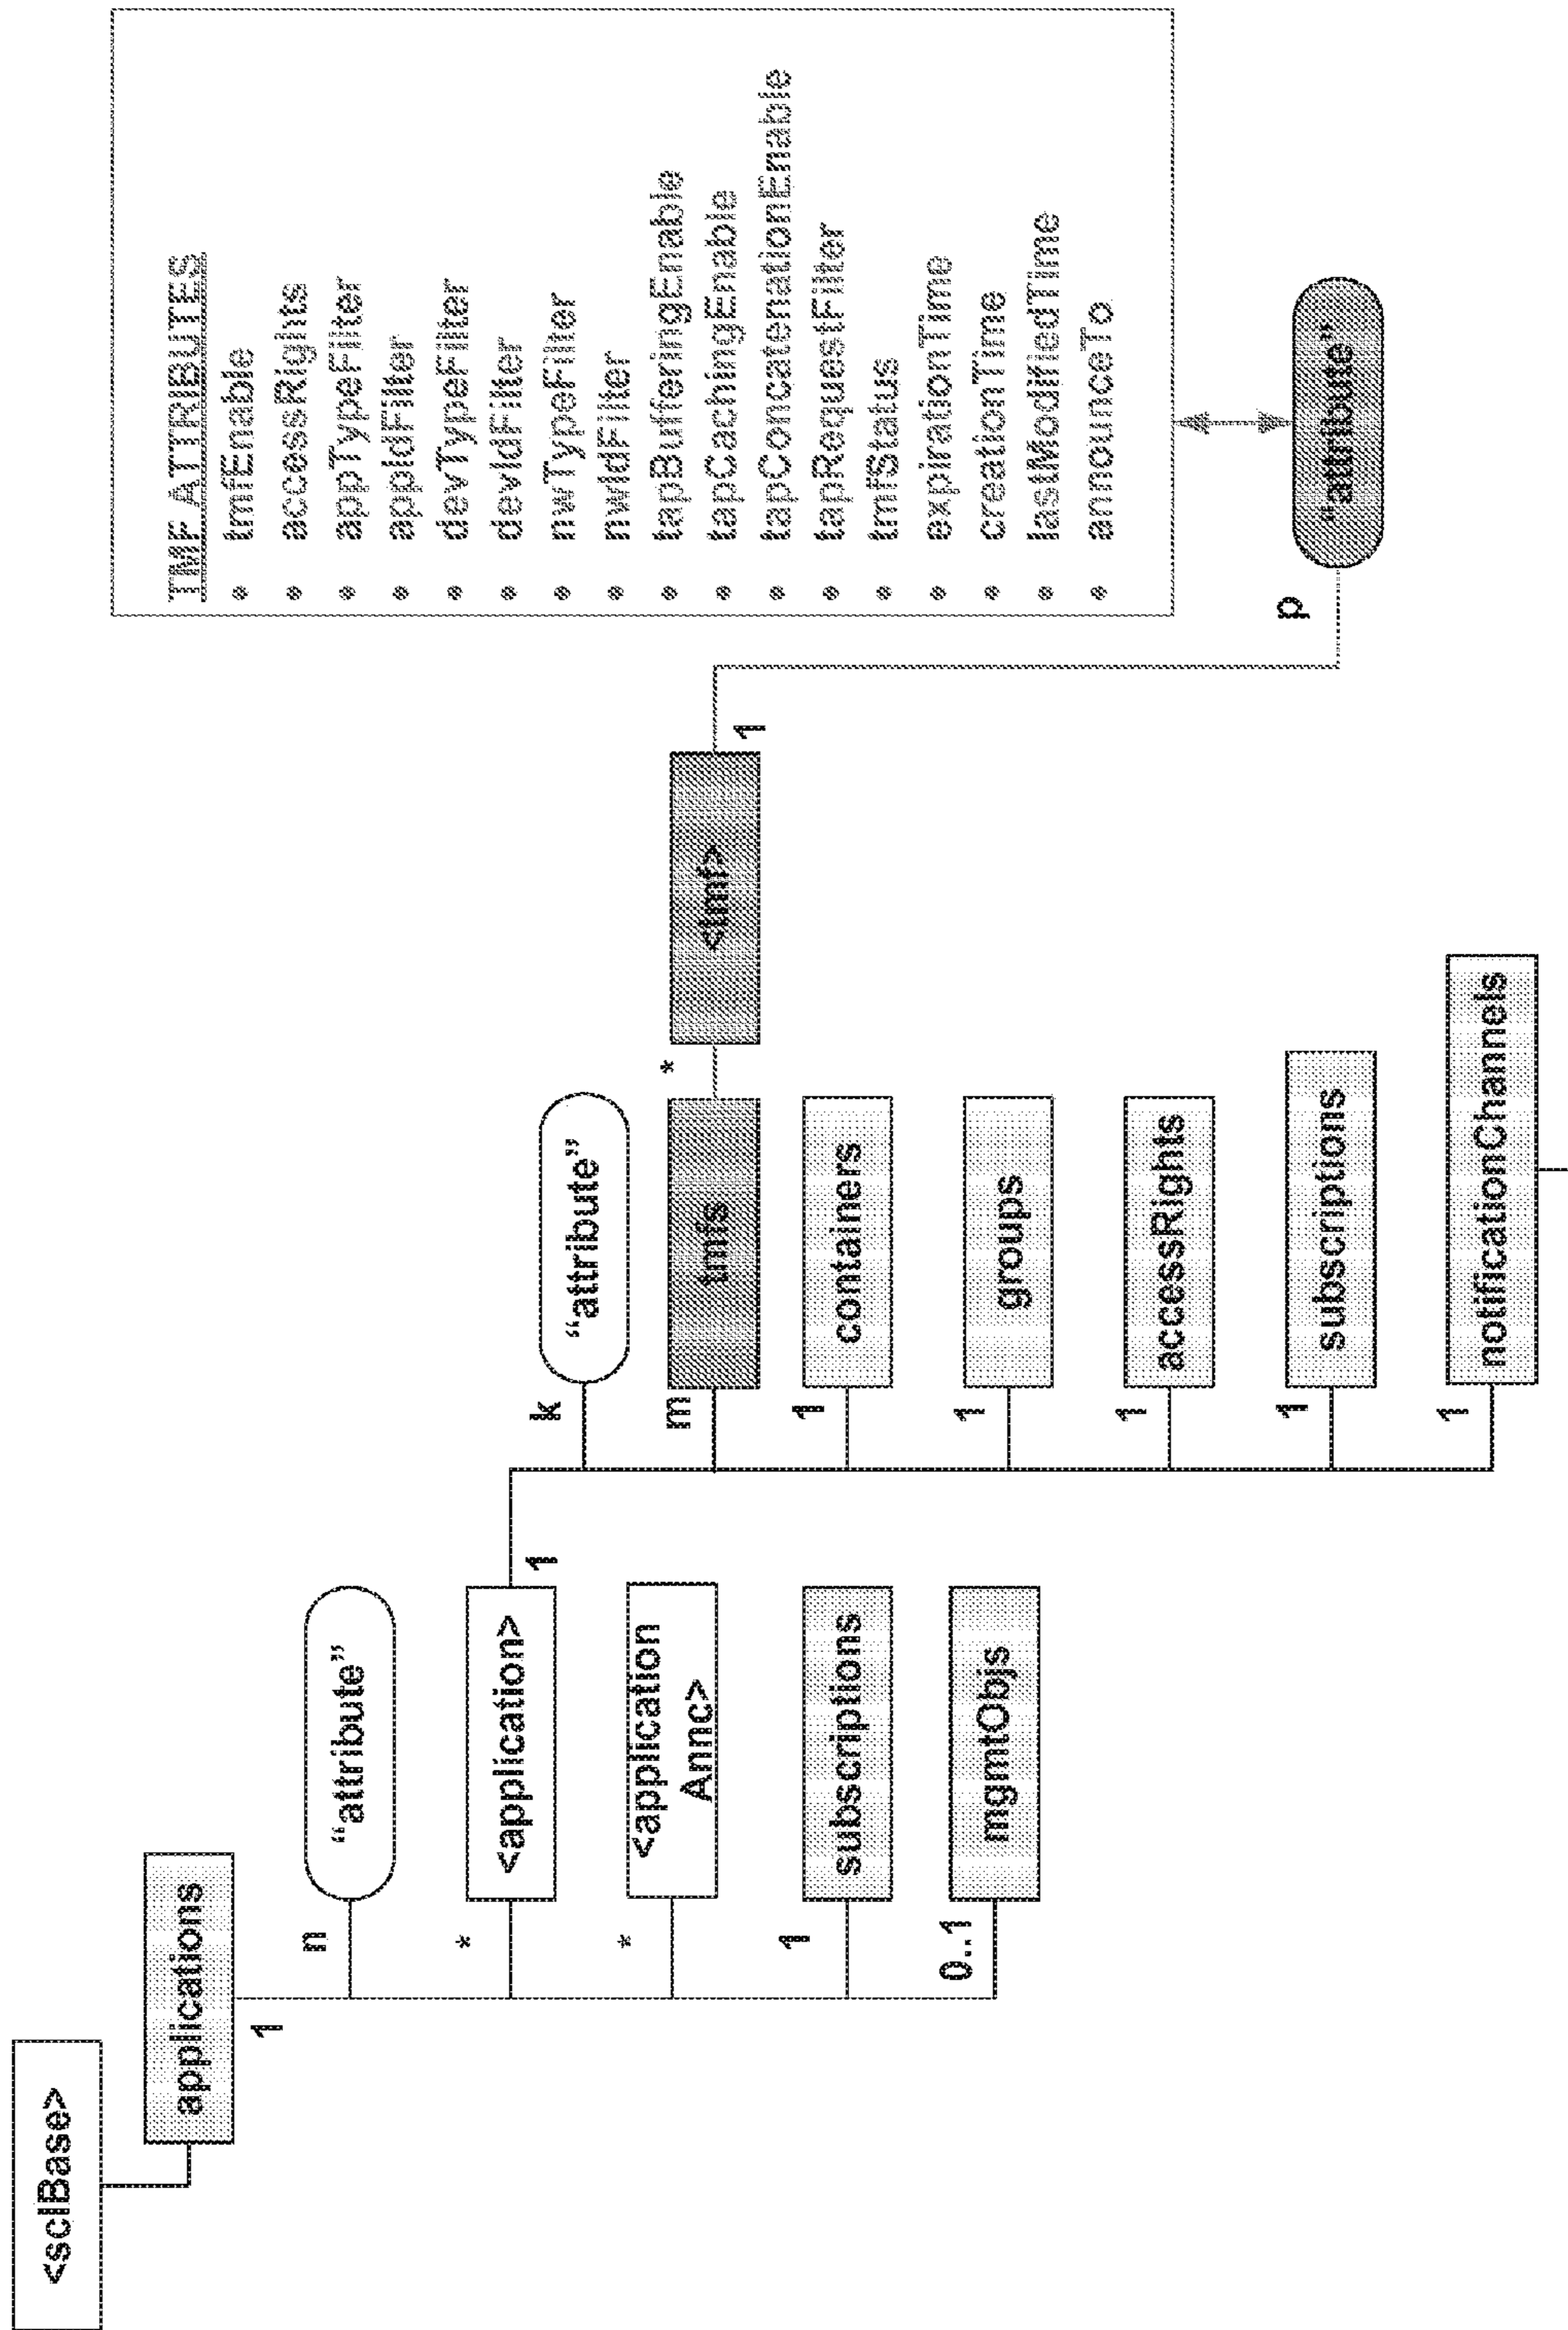 <sclBase>
applications
1
n
“attribute”
*
<application>
1
*
<application
Annc>
1
subscriptions
0..1
mgmtObjs
k
“attribute”
m
tmfs
*
<tmf>
1
1
containers
1
groups
1
accessRights
1
subscriptions
1
notificationChannels
TMF ATTRIBUTES
• tmfEnable
• accessRights
• appTypeFilter
• appIdFilter
• devTypeFilter
• devIdFilter
• nwTypeFilter
• nwIdFilter
• tapBufferingEnable
• tapCachingEnable
• tapConcatenationEnable
• tapRequestFilter
• tmfStatus
• expirationTime
• creationTime
• lastModifiedTime
• announceTo
p
“attribute”